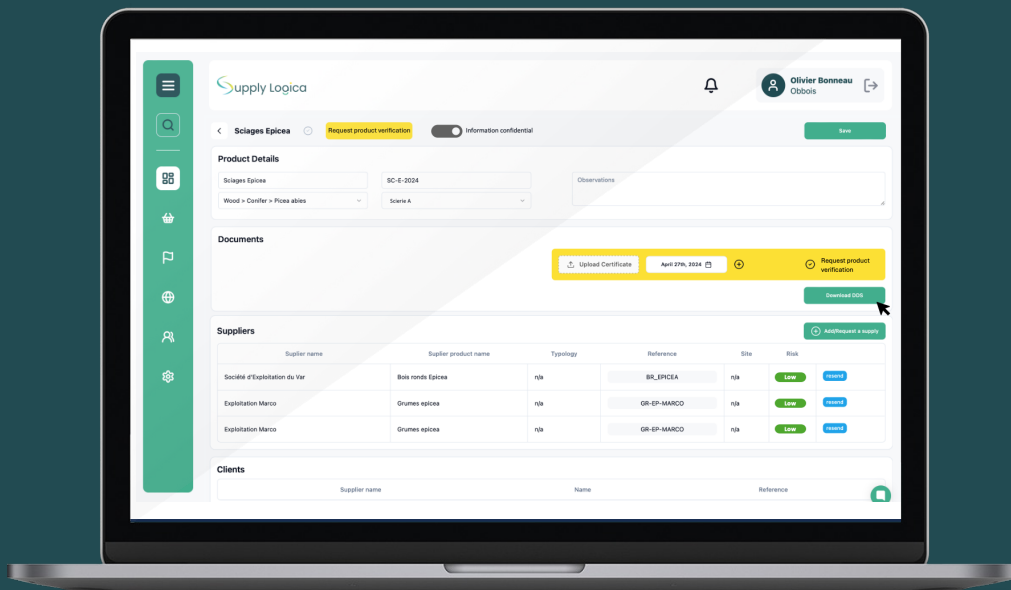 Supply Logica
Olivier Bonneau
Obbois
Sciages Epicea
Request product verification
Information confidential
Save
Product Details
Sciages Epicea
SC-E-2024
Observations
Wood > Conifer > Picea abies
Scierie A
Documents
Upload Certificate
April 27th, 2024
Request product
verification
Download DDS
Suppliers
Add/Request a supply
Suplier name Suplier product name Typology Reference Site Risk
Société d'Exploitation du Var Bois ronds Epicea n/a BR_EPICEA n/a Low resend
Exploitation Marco Grumes epicea n/a GR-EP-MARCO n/a Low resend
Exploitation Marco Grumes epicea n/a GR-EP-MARCO n/a Low resend
Clients
Supplier name Name Reference